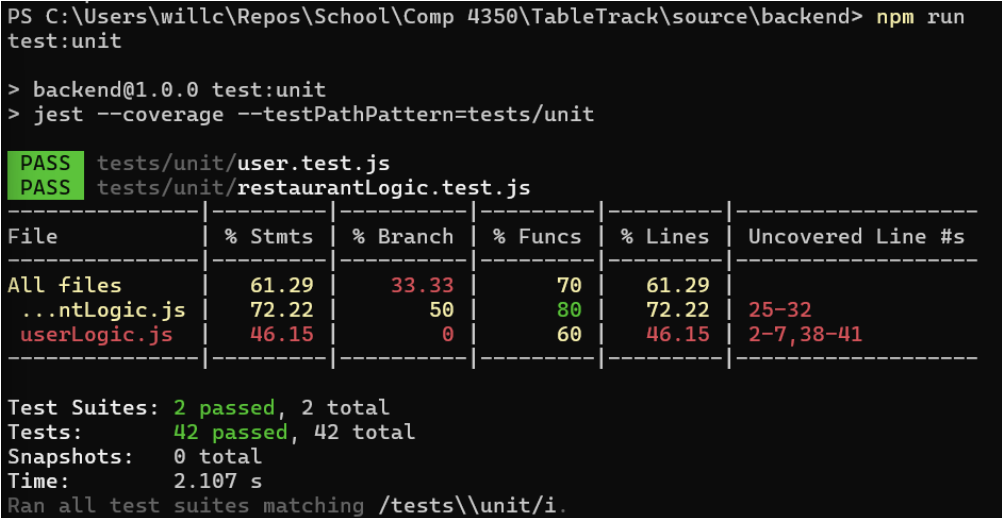 PS C:\Users\willc\Repos\School\Comp 4350\TableTrack\source\backend> npm run
test:unit
> backend@1.0.0 test:unit
> jest --coverage --testPathPattern=tests/unit
PASS tests/unit/user.test.js
PASS tests/unit/restaurantLogic.test.js
---------------|---------|----------|---------|---------|-------------------
File | % Stmts | % Branch | % Funcs | % Lines | Uncovered Line #s
---------------|---------|----------|---------|---------|-------------------
All files | 61.29 | 33.33 | 70 | 61.29 |
...ntLogic.js | 72.22 | 50 | 80 | 72.22 | 25-32
userLogic.js | 46.15 | 0 | 60 | 46.15 | 2-7,38-41
---------------|---------|----------|---------|---------|-------------------
Test Suites: 2 passed, 2 total
Tests: 42 passed, 42 total
Snapshots: 0 total
Time: 2.107 s
Ran all test suites matching /tests\\unit/i.